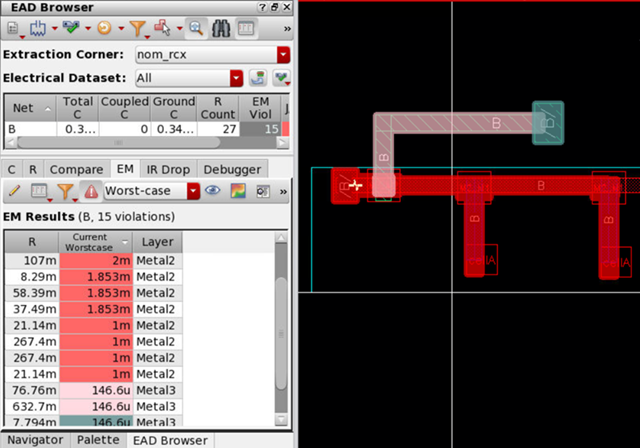 EAD Browser
Extraction Corner: nom_rcx
Electrical Dataset: All
Net Total C Coupled C Ground C R Count EM Viol
B 0.3... 0 0.34... 27 15
C R Compare EM IR Drop Debugger
Worst-case
EM Results (B, 15 violations)
R Current Worstcase Layer
107m 2m Metal2
8.29m 1.853m Metal2
58.39m 1.853m Metal2
37.49m 1.853m Metal2
21.14m 1m Metal2
267.4m 1m Metal2
267.4m 1m Metal2
21.14m 1m Metal2
76.76m 146.6u Metal3
632.7m 146.6u Metal3
7.794m 146.6u Metal3
Navigator Palette EAD Browser
B
B
B
B
B
B